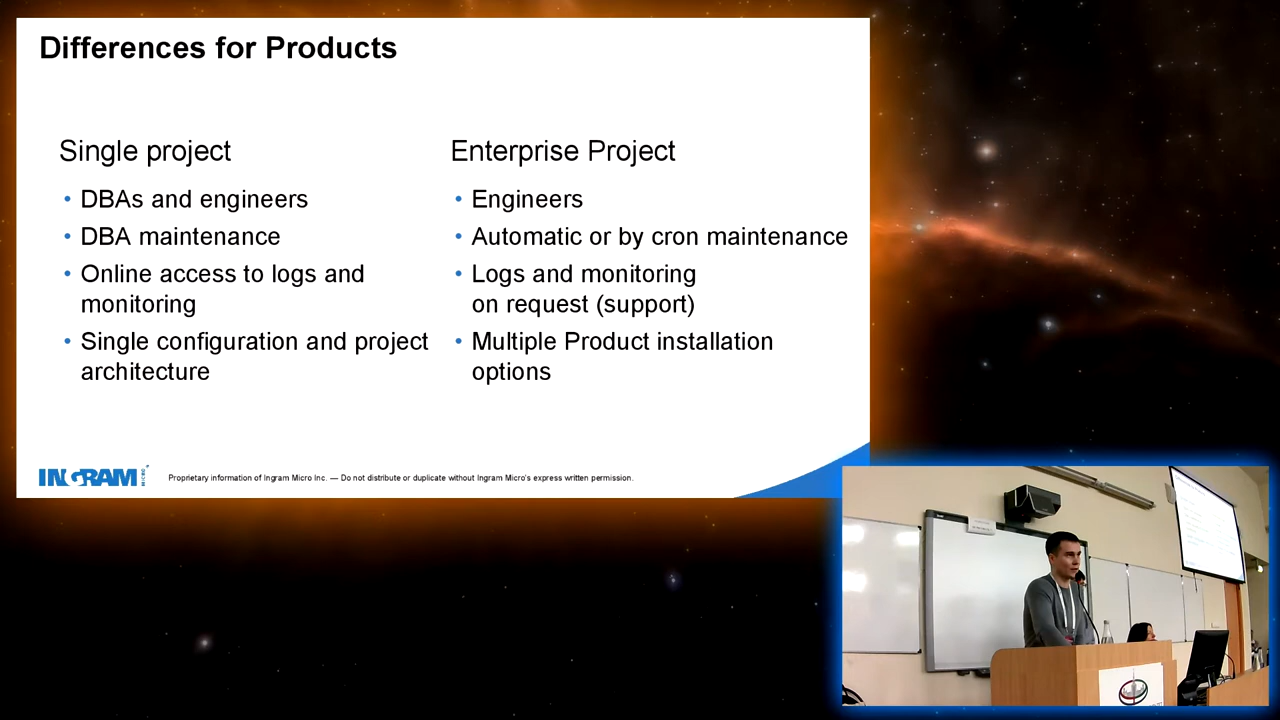 Differences for Products
Single project
• DBAs and engineers
• DBA maintenance
• Online access to logs and
monitoring
• Single configuration and project
architecture
Enterprise Project
• Engineers
• Automatic or by cron maintenance
• Logs and monitoring
on request (support)
• Multiple Product installation
options
INGRAM MICRO
Proprietary information of Ingram Micro Inc. — Do not distribute or duplicate without Ingram Micro's express written permission.